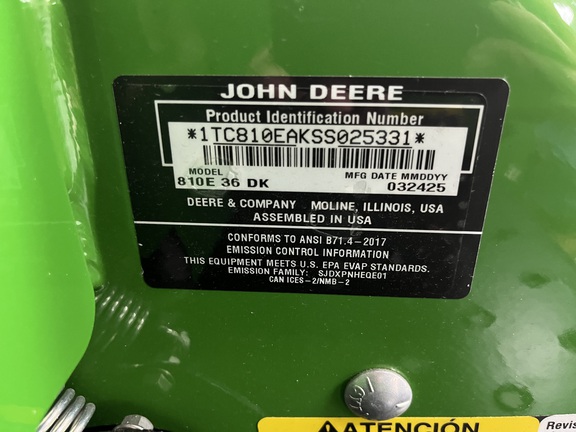 JOHN DEERE
Product Identification Number
*1TC810EAKSS025331*
MODEL MFG DATE MMDDYY
810E 36 DK 032425
DEERE & COMPANY MOLINE, ILLINOIS, USA
ASSEMBLED IN USA
CONFORMS TO ANSI B71.4-2017
EMISSION CONTROL INFORMATION
THIS EQUIPMENT MEETS U.S. EPA EVAP STANDARDS.
EMISSION FAMILY: SJDXPNHEQE01
CAN ICES-2/NMB-2
ATENCIÓN
Revis